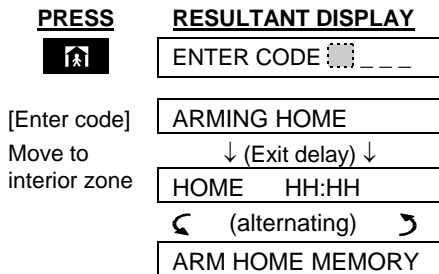 PRESS RESULTANT DISPLAY
ENTER CODE _ _ _
[Enter code] ARMING HOME
Move to interior zone
↓ (Exit delay) ↓
HOME HH:HH
(alternating)
ARM HOME MEMORY